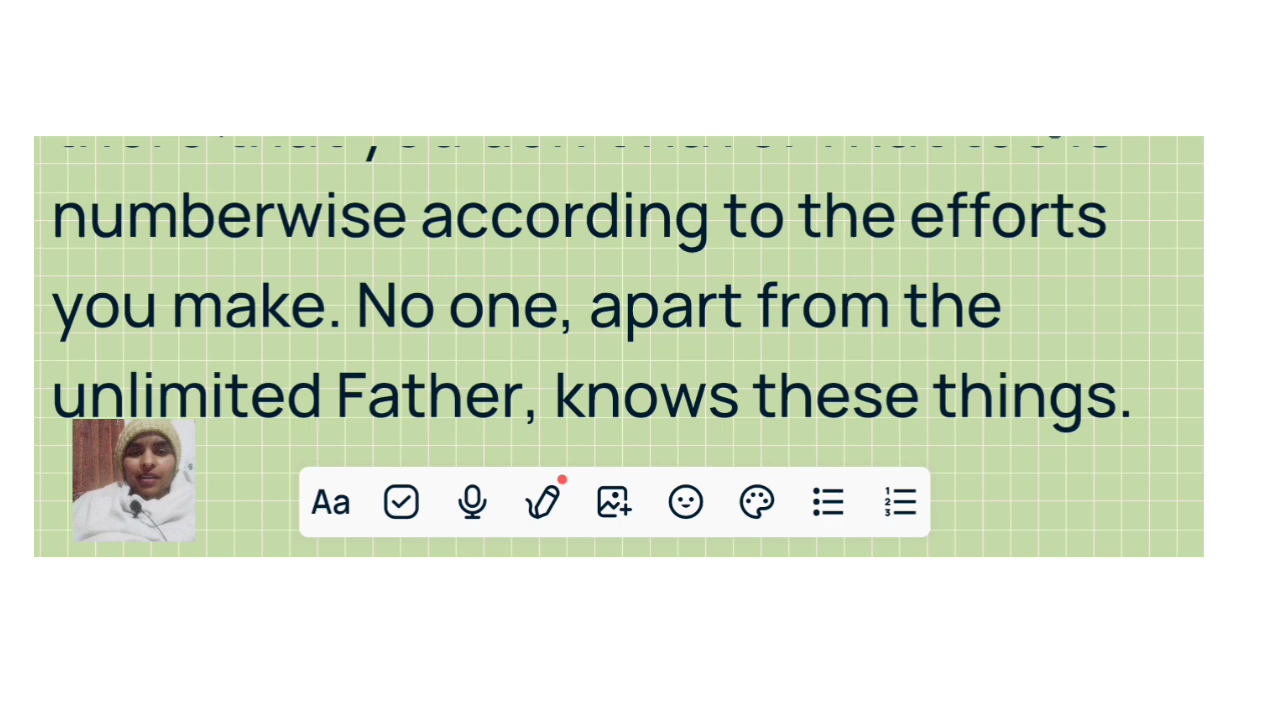 numberwise according to the efforts
you make. No one, apart from the
unlimited Father, knows these things.
Aa